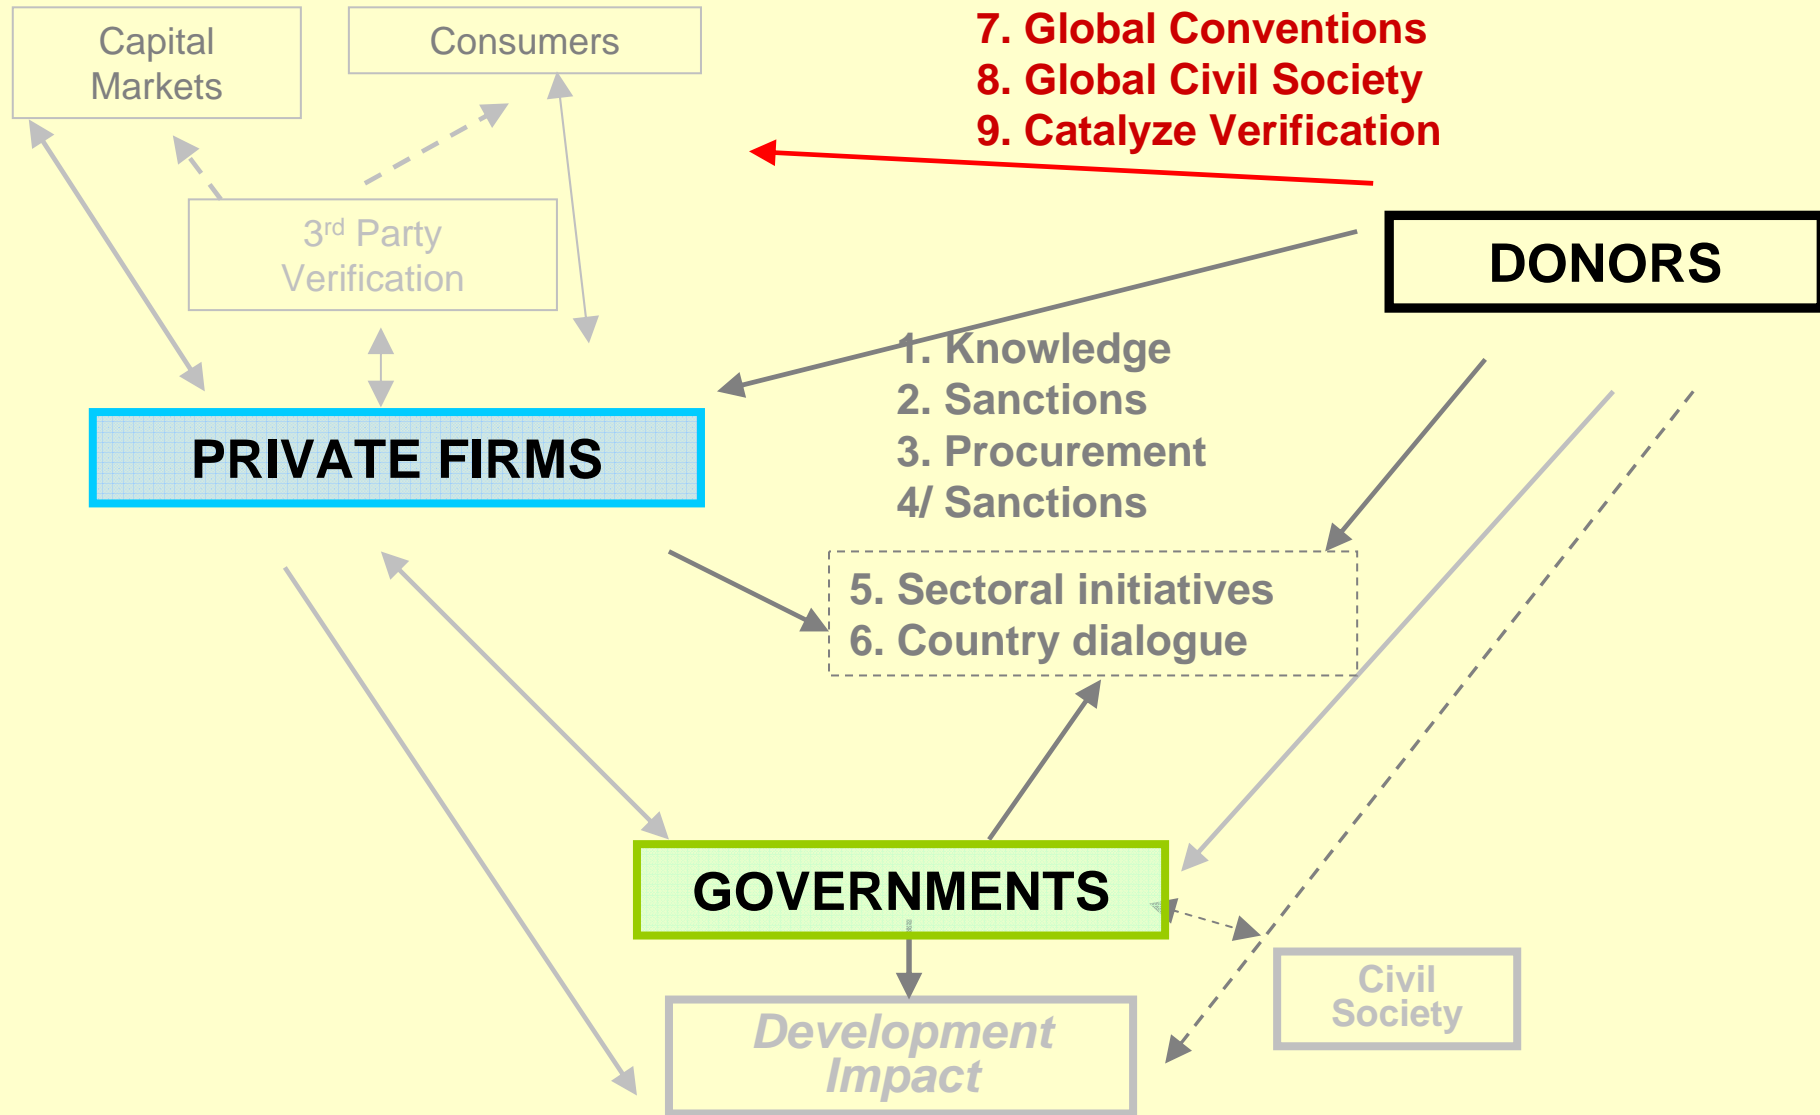 Capital
Markets
Consumers
7. Global Conventions
8. Global Civil Society
9. Catalyze Verification
3rd Party
Verification
DONORS
1. Knowledge
2. Sanctions
3. Procurement
4/ Sanctions
PRIVATE FIRMS
5. Sectoral initiatives
6. Country dialogue
GOVERNMENTS
Civil
Society
Development
Impact